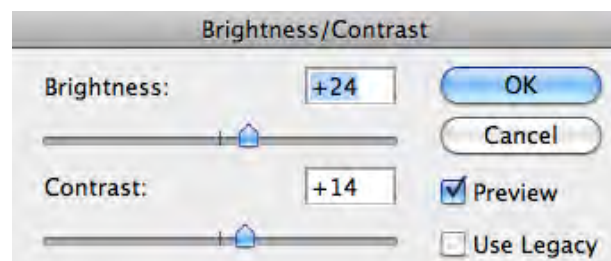 Brightness/Contrast
Brightness:
+24
OK
Cancel
Contrast:
+14
Preview
Use Legacy